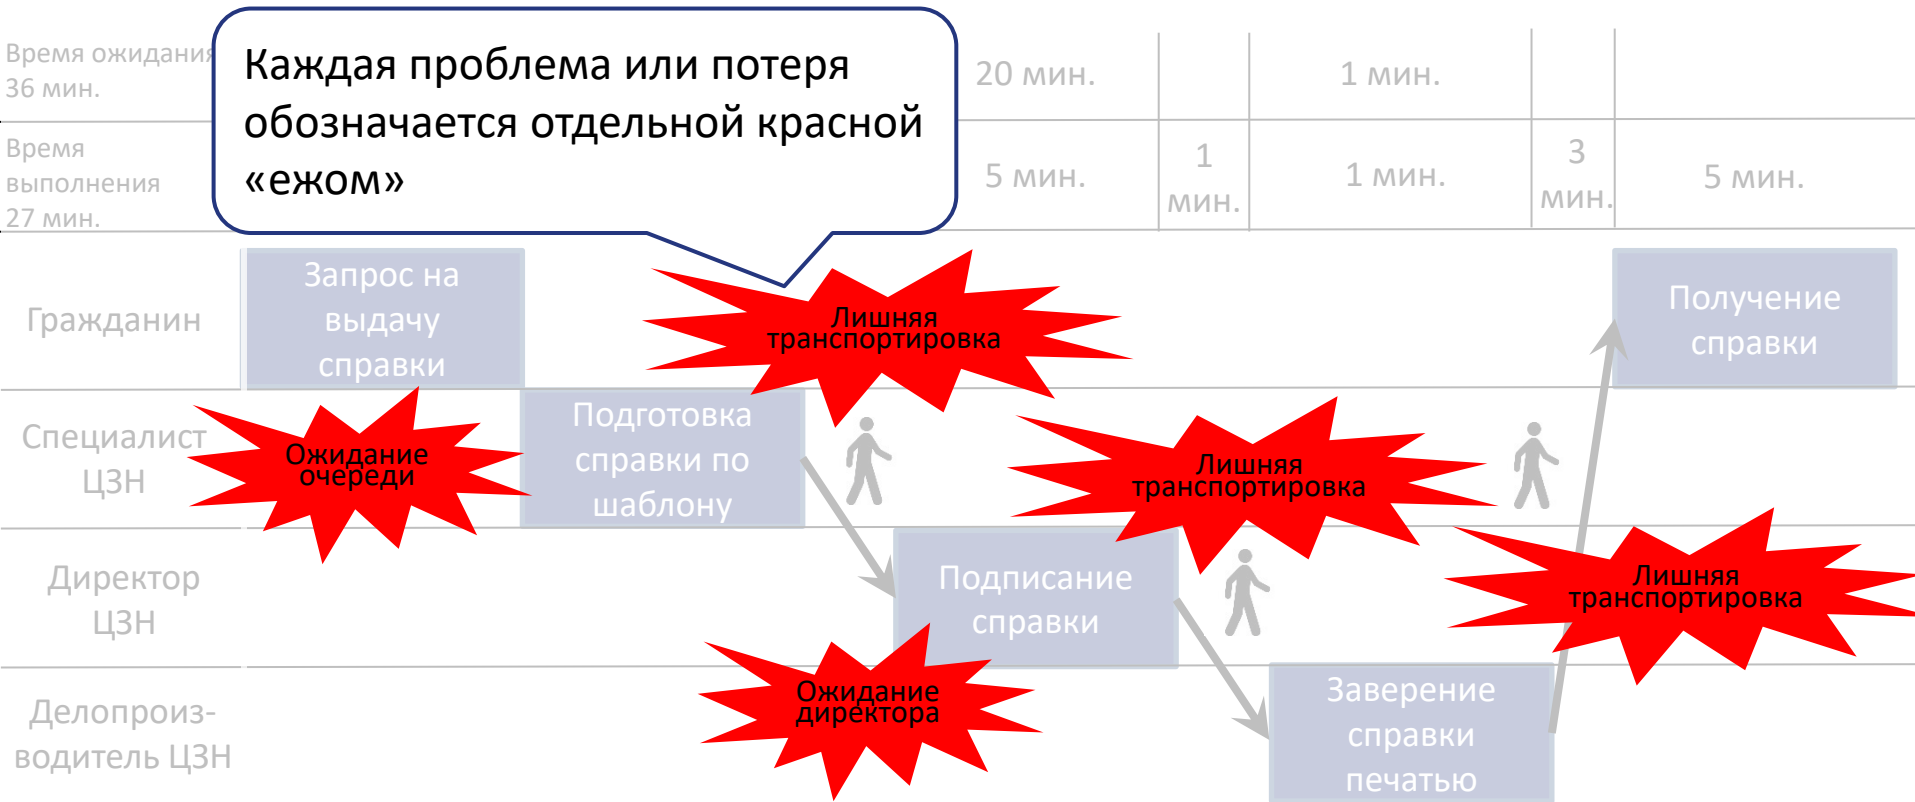 Время ожидания
36 мин.
20 мин.
1 мин.
Каждая проблема или потеря
обозначается отдельной красной
«ежом»
Время
выполнения
27 мин.
5 мин.
1
мин.
1 мин.
3
мин.
5 мин.
Гражданин
Запрос на
выдачу
справки
Лишняя
транспортировка
Получение
справки
Специалист
ЦЗН
Ожидание
очереди
Подготовка
справки по
шаблону
Лишняя
транспортировка
Директор
ЦЗН
Подписание
справки
Лишняя
транспортировка
Делопроиз-
водитель ЦЗН
Ожидание
директора
Заверение
справки
печатью